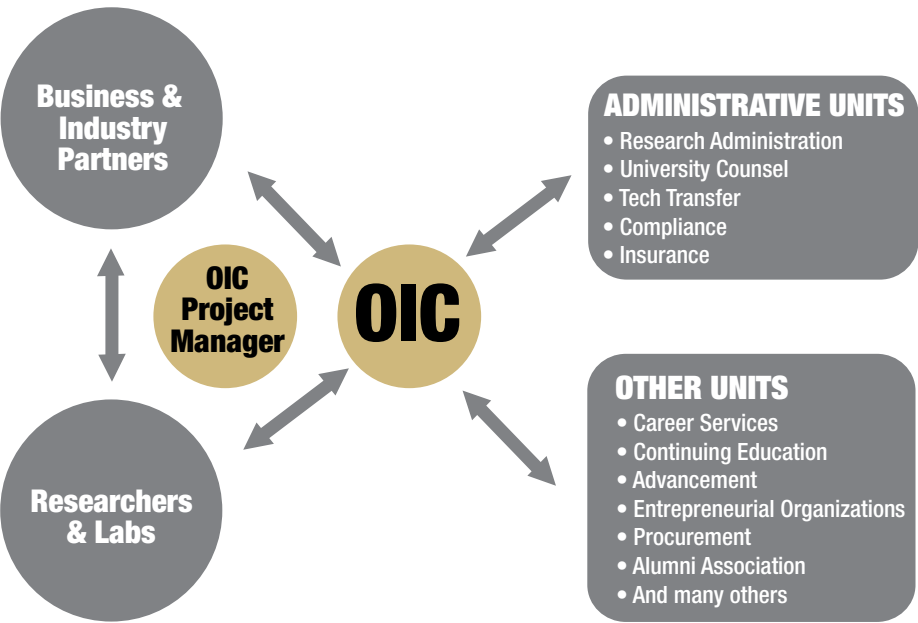 Business &
Industry
Partners
OIC
Project
Manager
OIC
Researchers
& Labs
ADMINISTRATIVE UNITS
• Research Administration
• University Counsel
• Tech Transfer
• Compliance
• Insurance
OTHER UNITS
• Career Services
• Continuing Education
• Advancement
• Entrepreneurial Organizations
• Procurement
• Alumni Association
• And many others